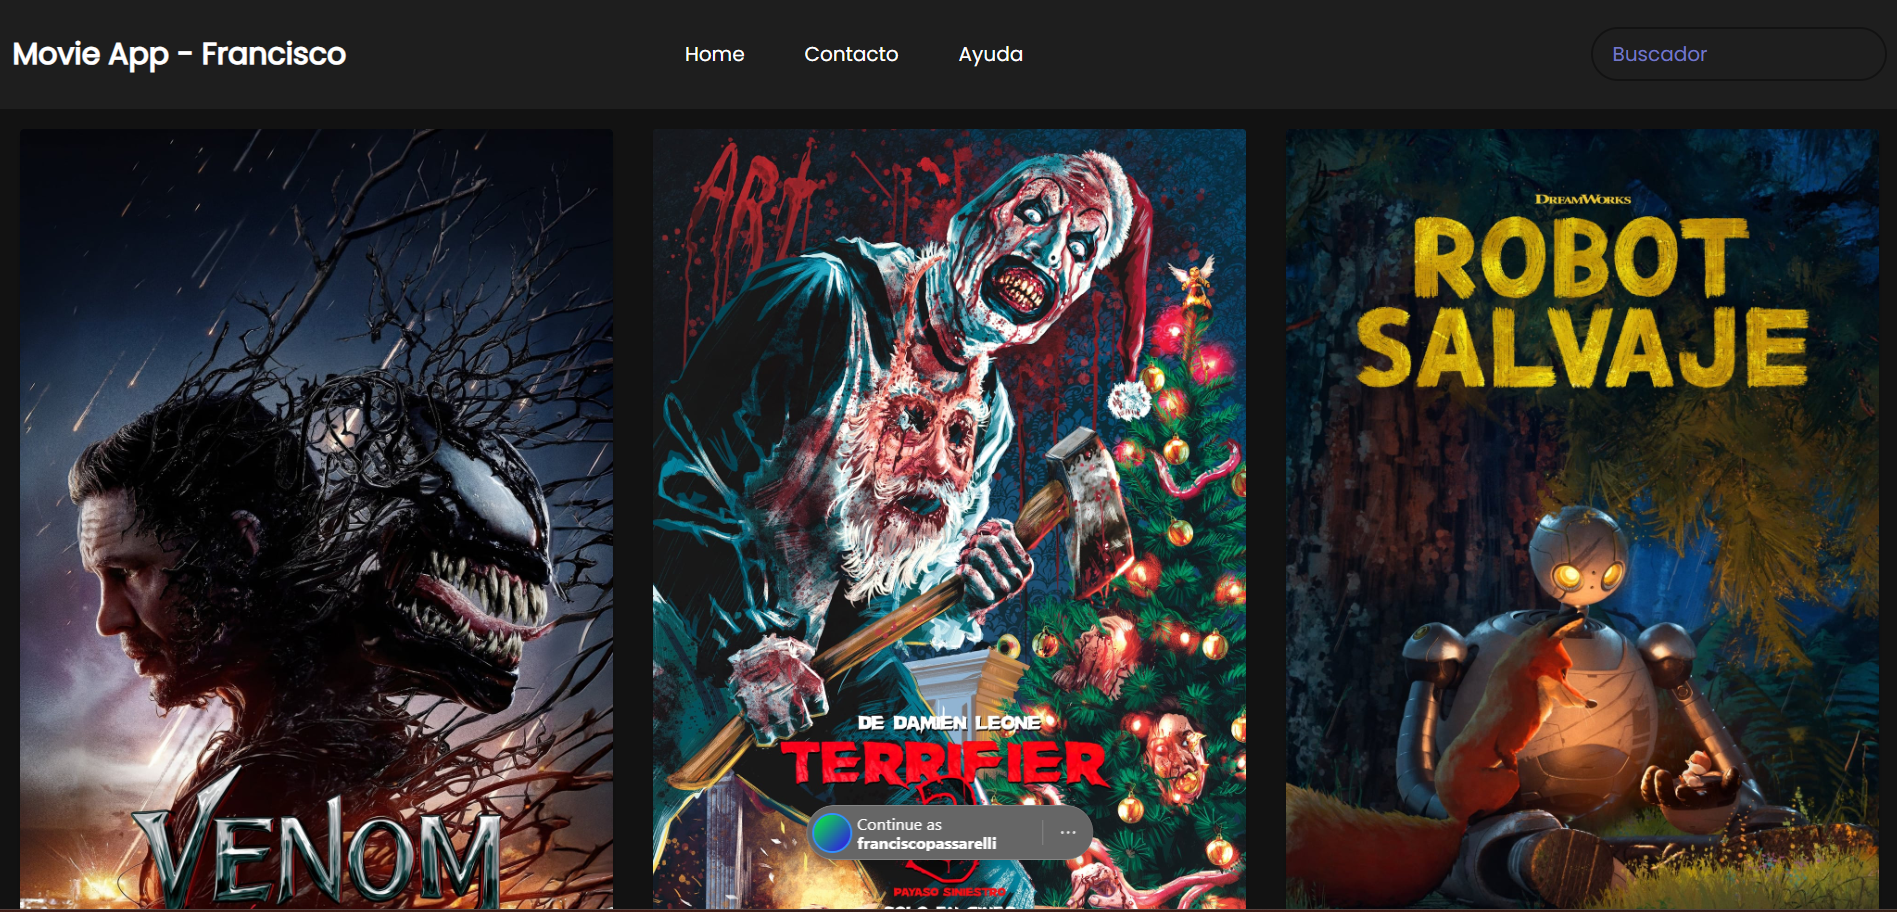 Movie App - Francisco
Home
Contacto
Ayuda
Buscador
ART
DREAMWORKS
ROBOT
SALVAJE
DE DAMIEN LEONE
TERRIFIER
3
Continue as
franciscopassarelli
VENOM
PAYASO SINIESTRO